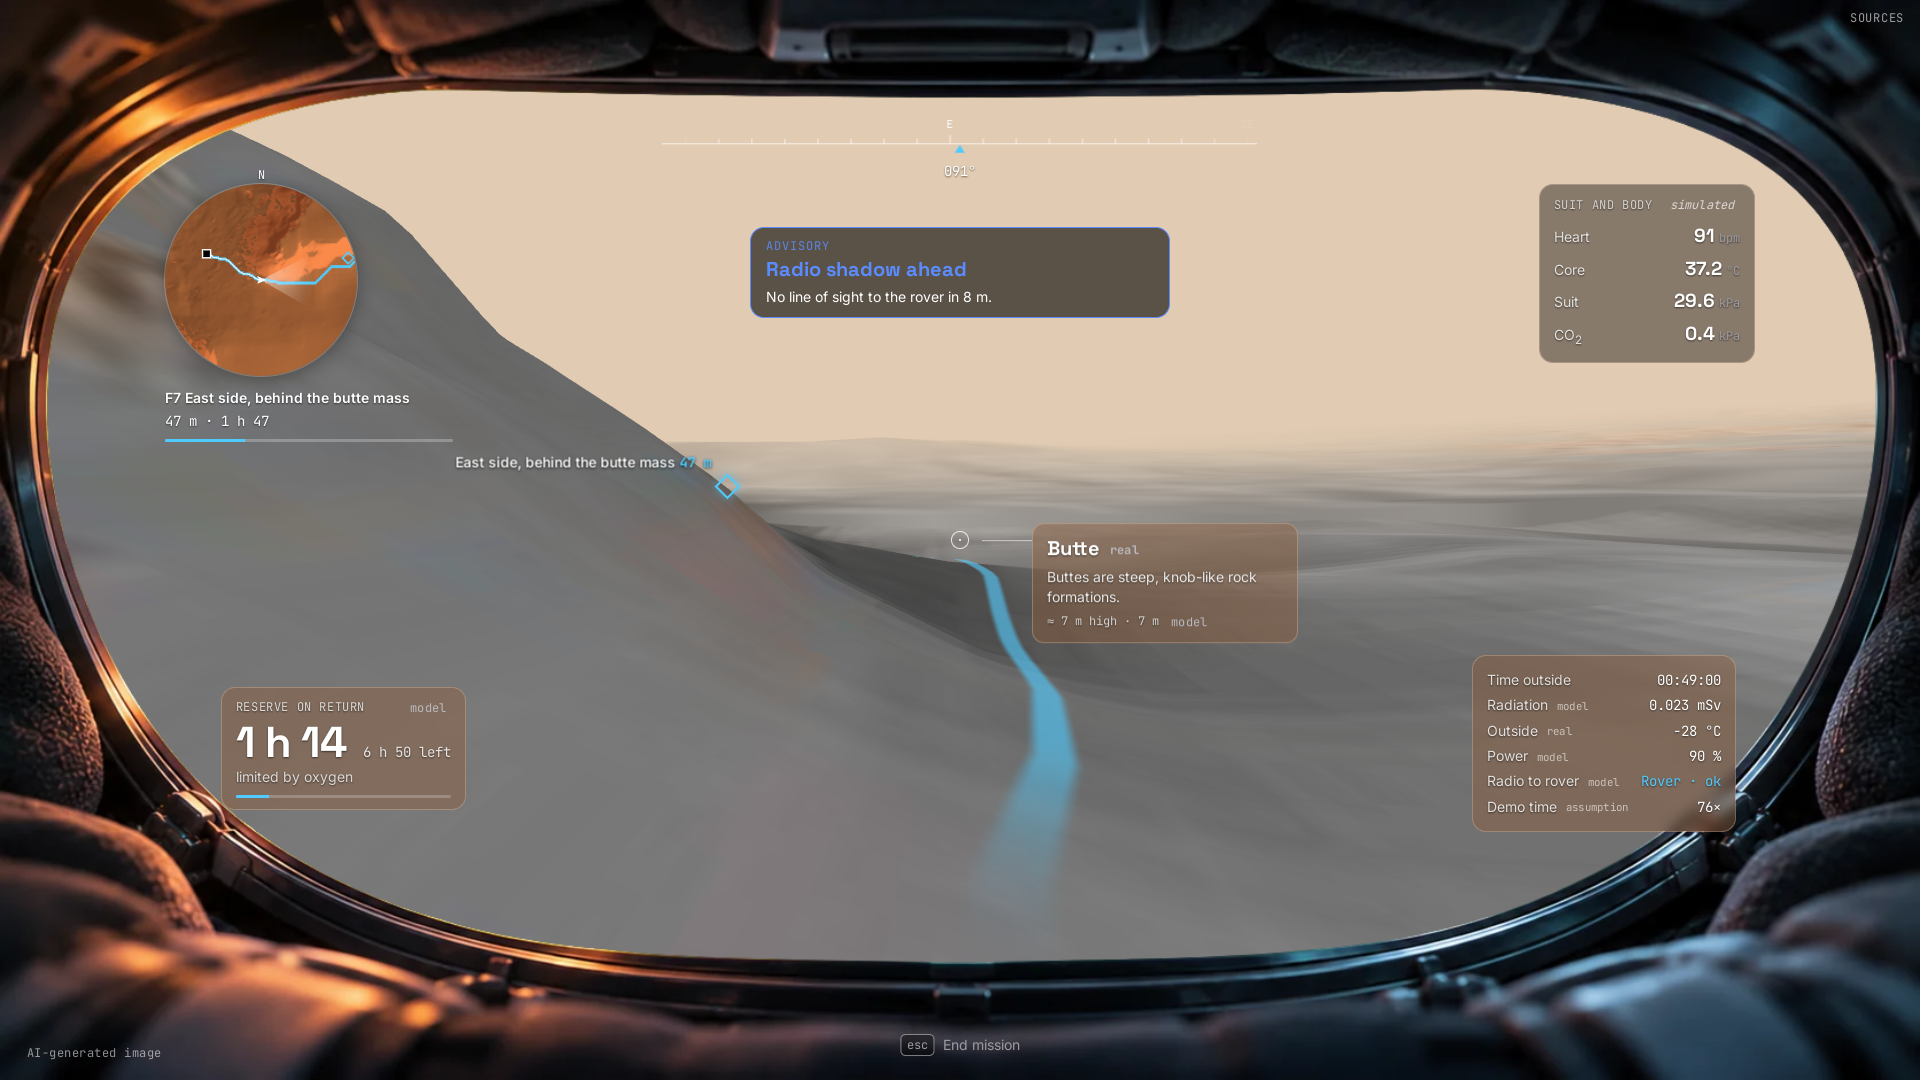 SOURCES
E
091°
N
ADVISORY
Radio shadow ahead
No line of sight to the rover in 8 m.
SUIT AND BODY simulated
Heart 91 bpm
Core 37.2 °C
Suit 29.6 kPa
CO2 0.4 kPa
F7 East side, behind the butte mass
47 m · 1 h 47
East side, behind the butte mass 47 m
Butte real
Buttes are steep, knob-like rock
formations.
≈ 7 m high · 7 m model
RESERVE ON RETURN model
1 h 14 6 h 50 left
limited by oxygen
Time outside 00:49:00
Radiation model 0.023 mSv
Outside real -28 °C
Power model 90 %
Radio to rover model Rover · ok
Demo time assumption 76×
esc End mission
AI-generated image